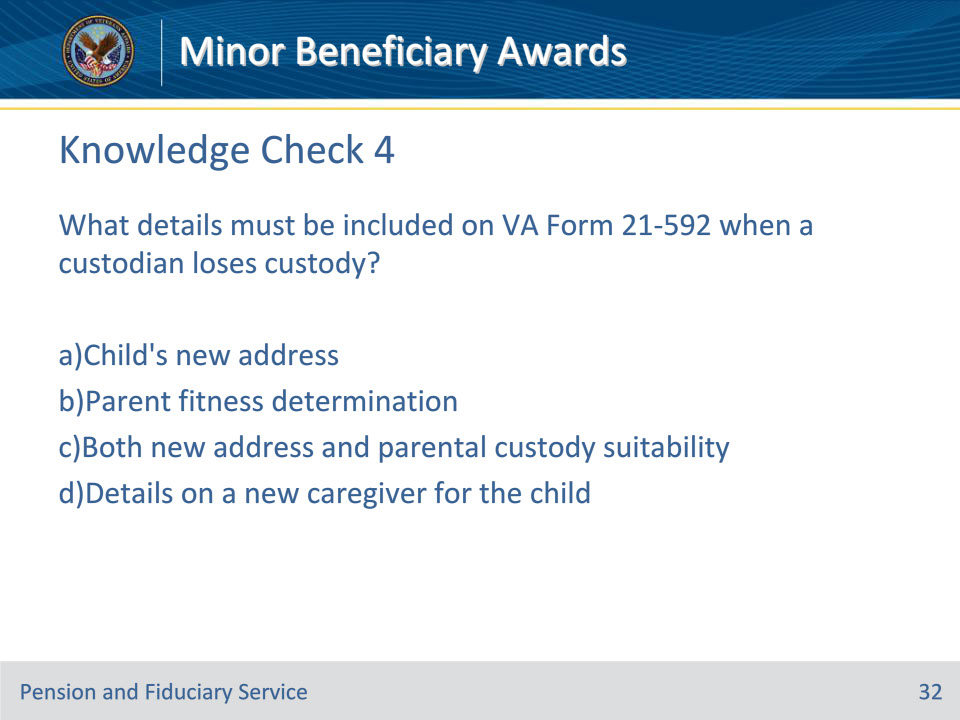 Minor Beneficiary Awards
Knowledge Check 4
What details must be included on VA Form 21-592 when a
custodian loses custody?
a)Child's new address
b)Parent fitness determination
c)Both new address and parental custody suitability
d)Details on a new caregiver for the child
Pension and Fiduciary Service
32